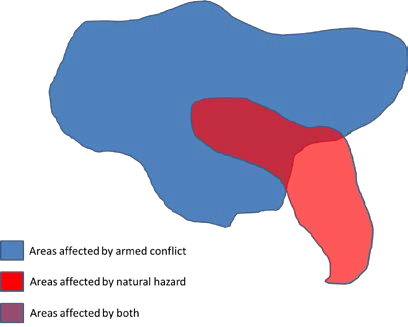 Areas affected by armed conflict
Areas affected by natural hazard
Areas affected by both